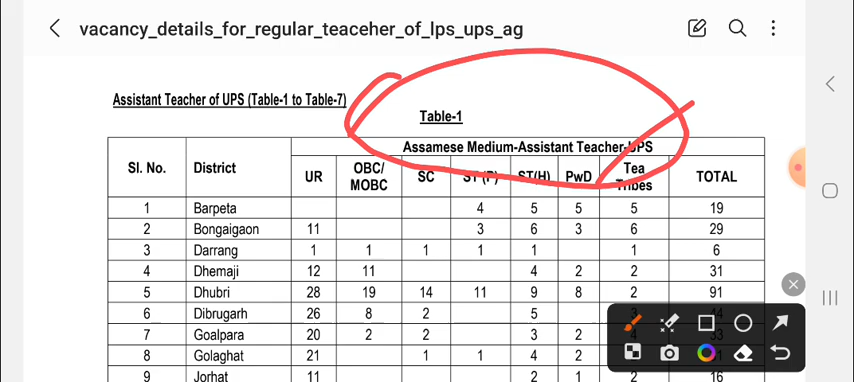 vacancy_details_for_regular_teaceher_of_lps_ups_ag
Assistant Teacher of UPS (Table-1 to Table-7)
Table-1
Sl. No. District Assamese Medium-Assistant Teacher-UPS
UR OBC/ MOBC SC ST (P) ST(H) PwD Tea Tribes TOTAL
1 Barpeta 4 5 5 5 19
2 Bongaigaon 11 3 6 3 6 29
3 Darrang 1 1 1 1 1 1 6
4 Dhemaji 12 11 4 2 2 31
5 Dhubri 28 19 14 11 9 8 2 91
6 Dibrugarh 26 8 2 5
7 Goalpara 20 2 2 3 2
8 Golaghat 21 1 1 4 2
9 Jorhat 11 2 1 2 16